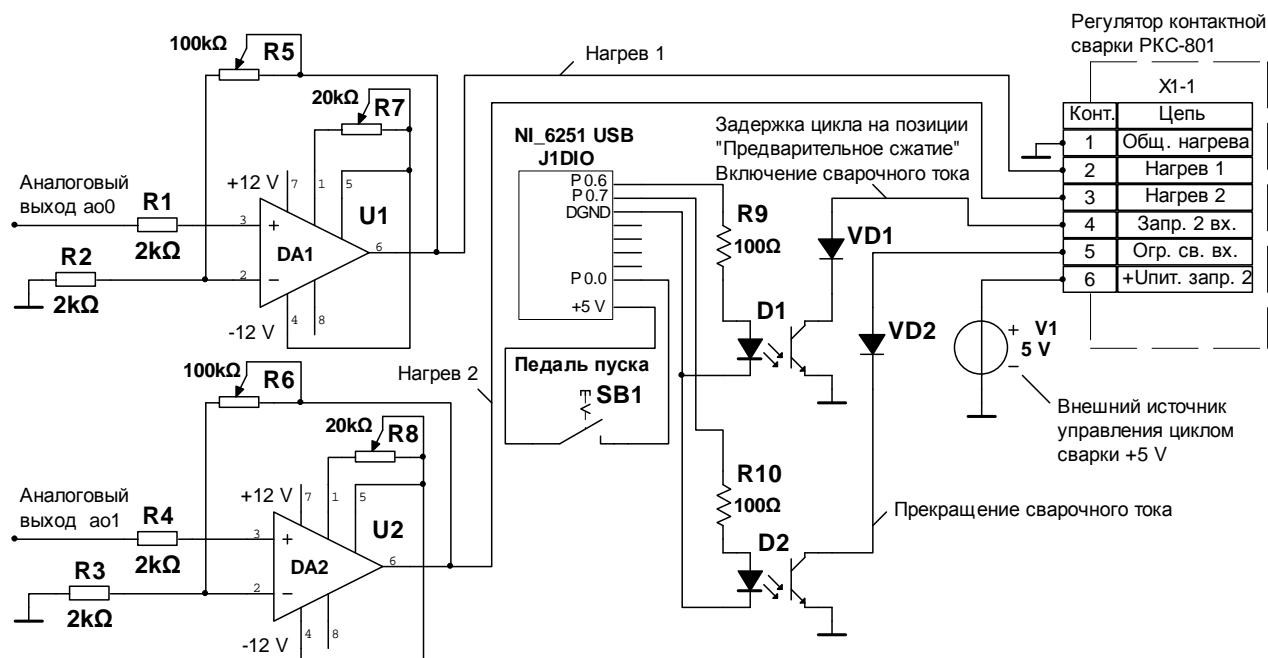 Регулятор контактной
сварки РКС-801
X1-1
Конт. Цепь
1 Общ. нагрева
2 Нагрев 1
3 Нагрев 2
4 Запр. 2 вх.
5 Огр. св. вх.
6 +Uпит. запр. 2
100kΩ R5
Нагрев 1
20kΩ R7
NI_6251 USB
J1DIO
P 0.6
P 0.7
DGND
P 0.0
+5 V
Задержка цикла на позиции
"Предварительное сжатие"
Включение сварочного тока
Аналоговый
выход ao0
R1
2kΩ
R2
2kΩ
+12 V 7 1 5
U1
3 +
DA1
6
2 −
-12 V 4 8
R9
100Ω
VD1
D1
VD2
+ V1
5 V
−
Педаль пуска
SB1
Внешний источник
управления циклом
сварки +5 V
100kΩ R6
Нагрев 2
20kΩ R8
Аналоговый
выход ao1
R4
2kΩ
R3
2kΩ
+12 V 7 1 5
U2
3 +
DA2
6
2 −
-12 V 4 8
R10
100Ω
D2
Прекращение сварочного тока